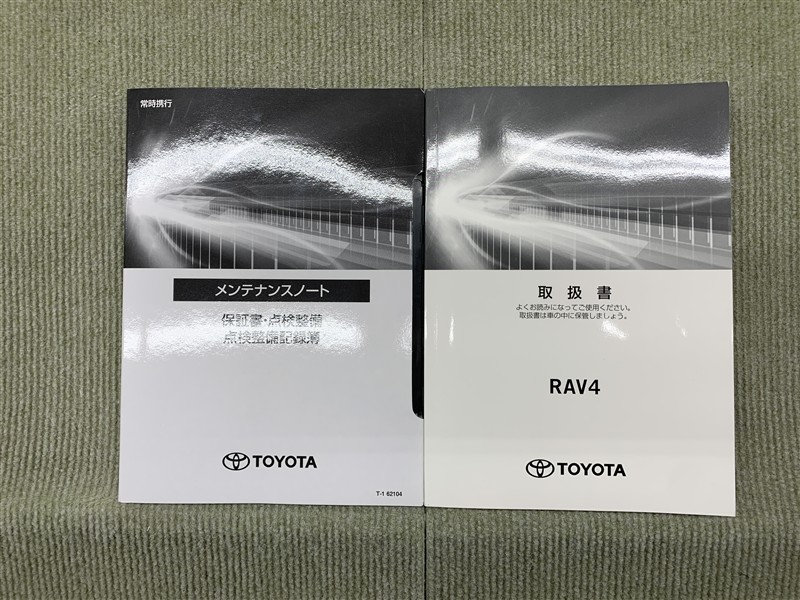 常時携行
メンテナンスノート
保証書・点検整備
点検整備記録簿
TOYOTA
T-1 62104
取扱書
よくお読みになってご使用ください。
取扱書は車の中に保管しましょう。
RAV4
TOYOTA